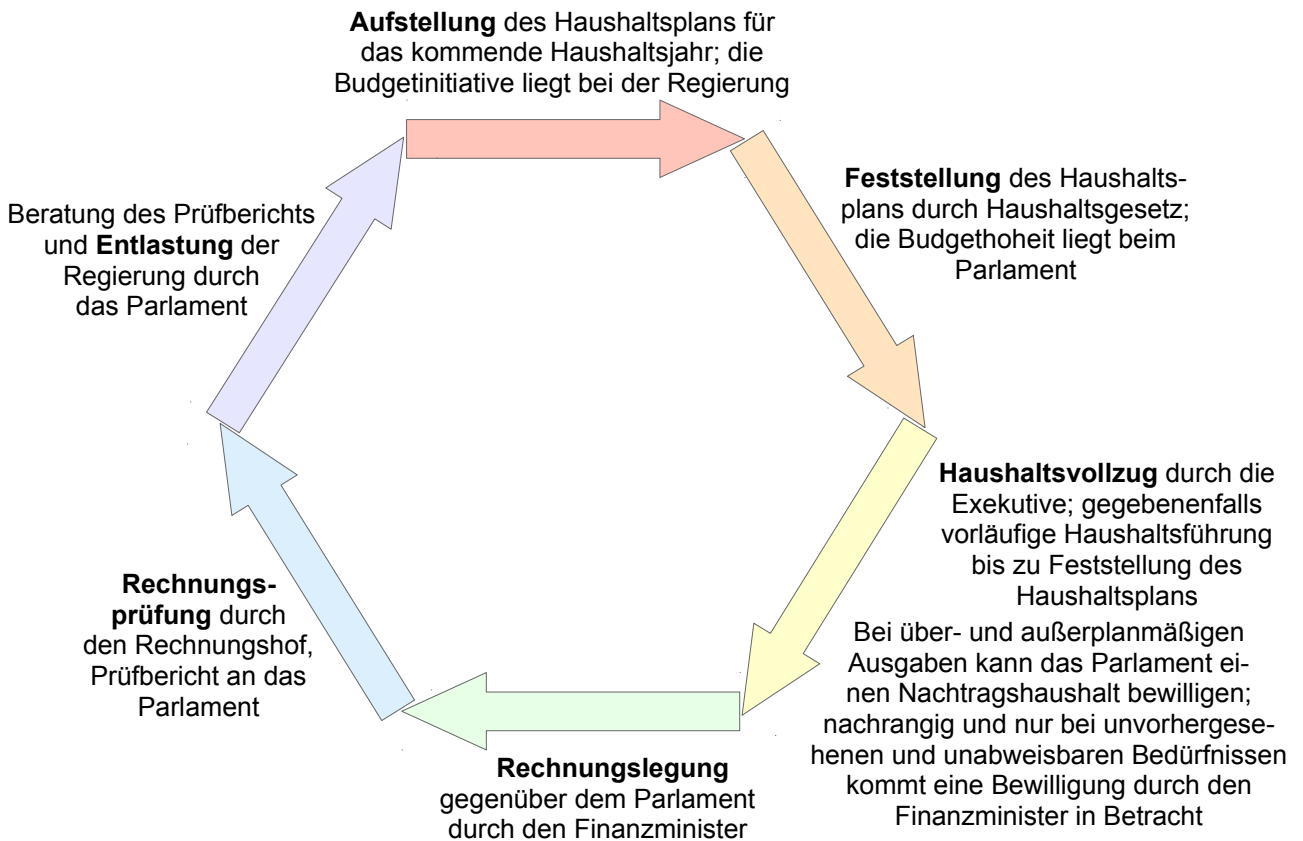 Aufstellung des Haushaltsplans für
das kommende Haushaltsjahr; die
Budgetinitiative liegt bei der Regierung
Feststellung des Haushalts-
plans durch Haushaltsgesetz;
die Budgethoheit liegt beim
Parlament
Haushaltsvollzug durch die
Exekutive; gegebenenfalls
vorläufige Haushaltsführung
bis zu Feststellung des
Haushaltsplans
Bei über- und außerplanmäßigen
Ausgaben kann das Parlament ei-
nen Nachtragshaushalt bewilligen;
nachrangig und nur bei unvorhergese-
henen und unabweisbaren Bedürfnissen
kommt eine Bewilligung durch den
Finanzminister in Betracht
Rechnungslegung
gegenüber dem Parlament
durch den Finanzminister
Rechnungs-
prüfung durch
den Rechnungshof,
Prüfbericht an das
Parlament
Beratung des Prüfberichts
und Entlastung der
Regierung durch
das Parlament